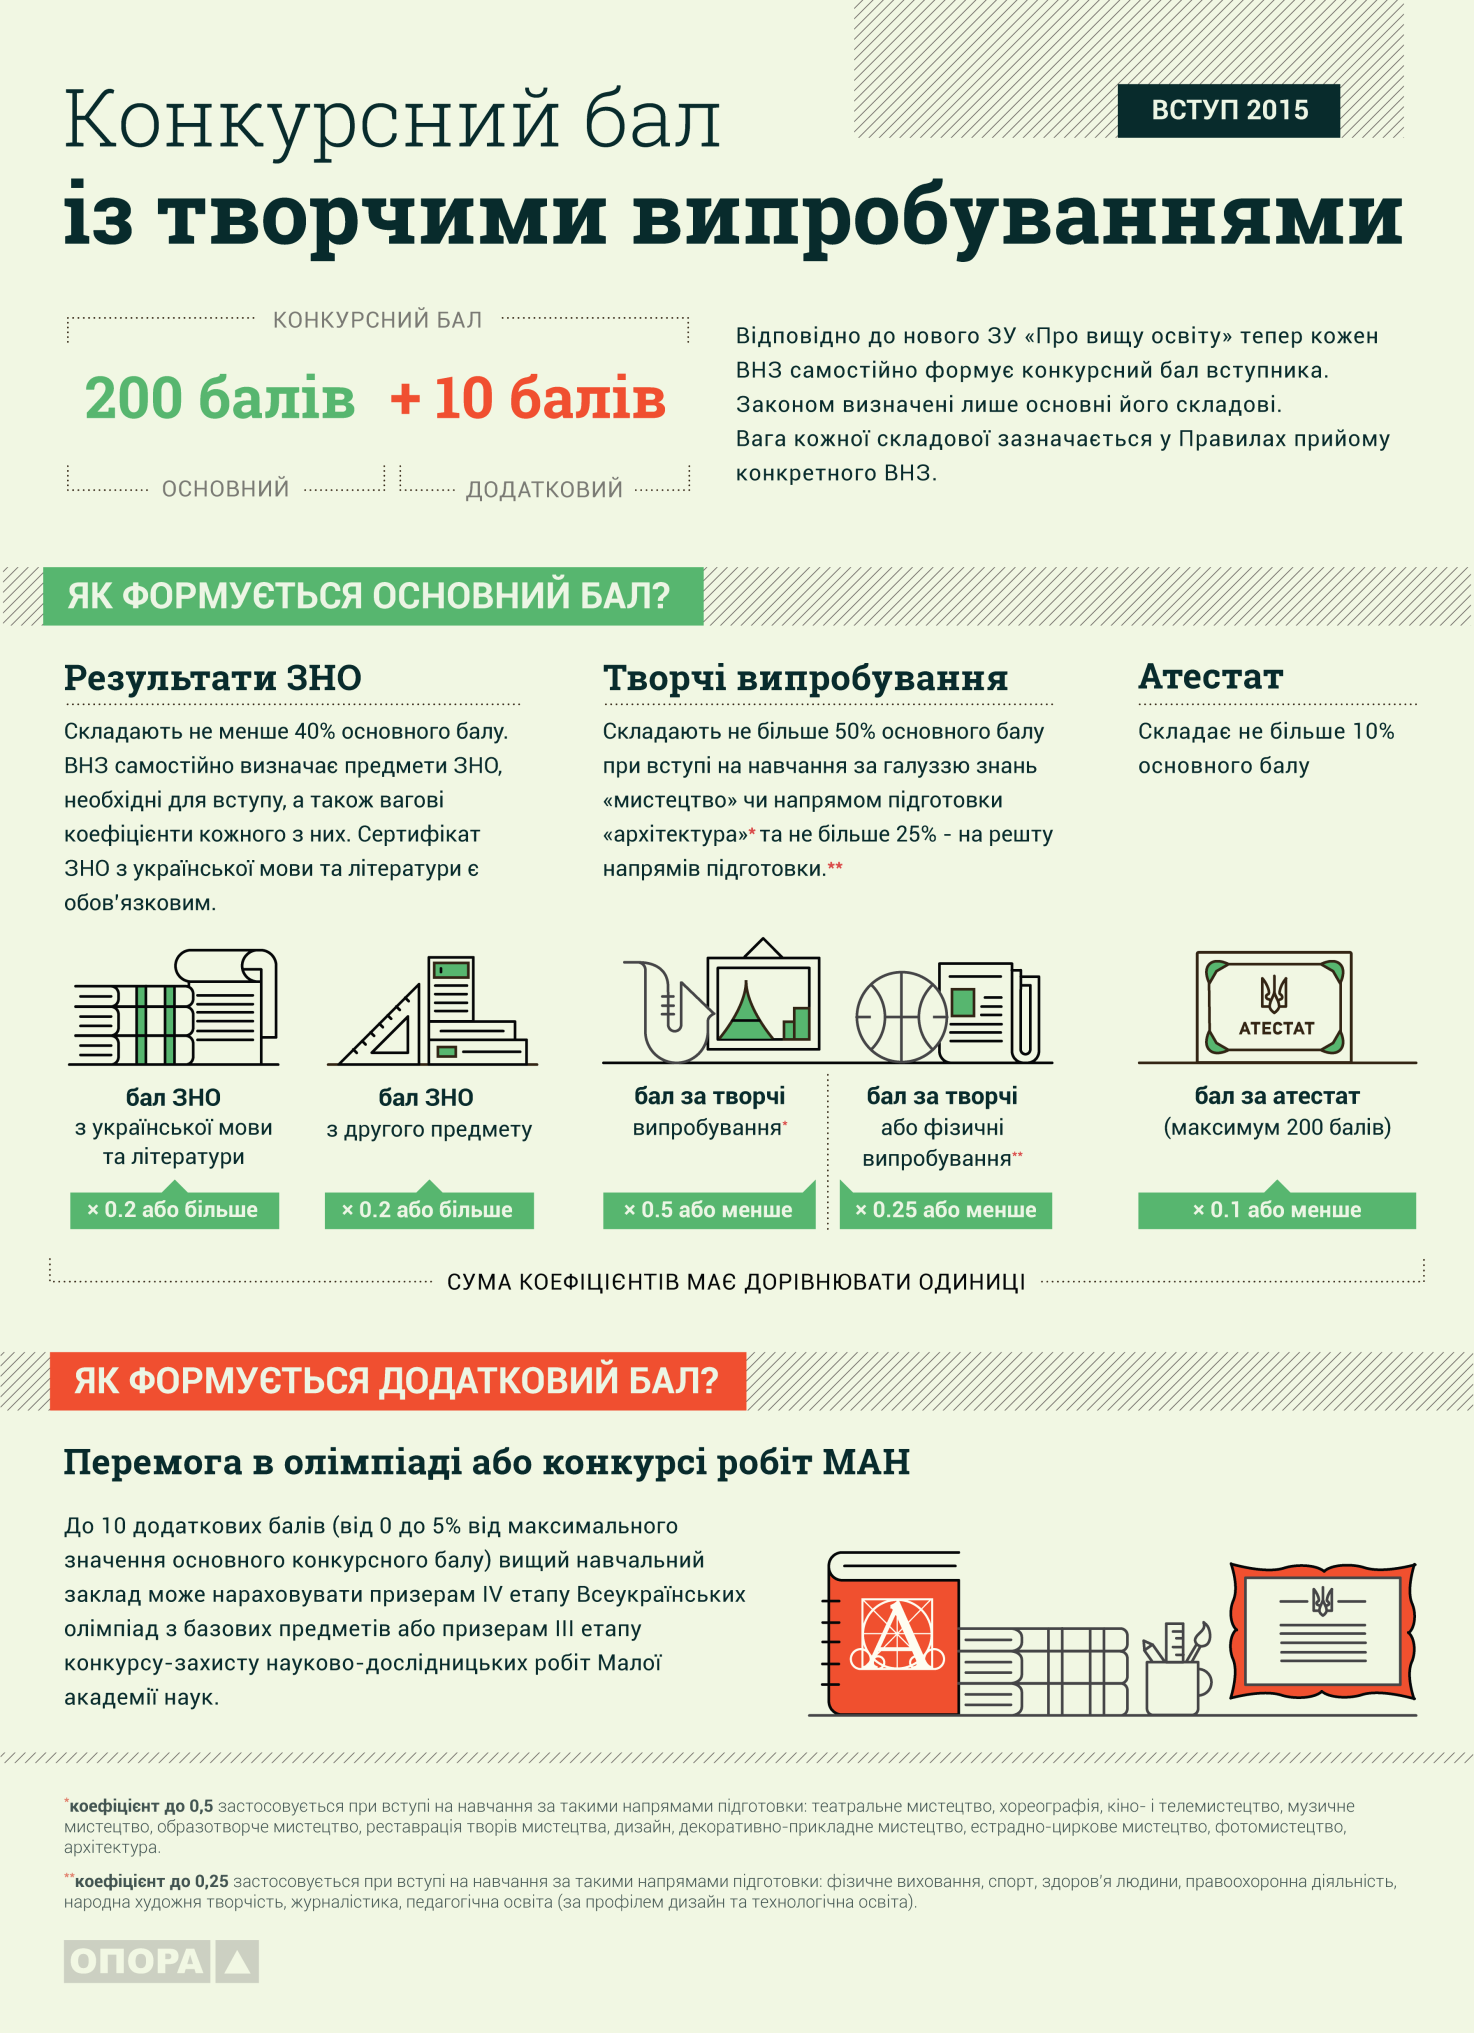 ВСТУП 2015
Конкурсний бал
із творчими випробуваннями
КОНКУРСНИЙ БАЛ
200 балів + 10 балів
ОСНОВНИЙ
ДОДАТКОВИЙ
Відповідно до нового ЗУ «Про вищу освіту» тепер кожен
ВНЗ самостійно формує конкурсний бал вступника.
Законом визначені лише основні його складові.
Вага кожної складової зазначається у Правилах прийому
конкретного ВНЗ.
ЯК ФОРМУЄТЬСЯ ОСНОВНИЙ БАЛ?
Результати ЗНО
Складають не менше 40% основного балу.
ВНЗ самостійно визначає предмети ЗНО,
необхідні для вступу, а також вагові
коефіцієнти кожного з них. Сертифікат
ЗНО з української мови та літератури є
обов'язковим.
Творчі випробування
Складають не більше 50% основного балу
при вступі на навчання за галуззю знань
«мистецтво» чи напрямом підготовки
«архітектура»* та не більше 25% - на решту
напрямів підготовки.**
Атестат
Складає не більше 10%
основного балу
АТЕСТАТ
бал ЗНО
з української мови
та літератури
× 0.2 або більше
бал ЗНО
з другого предмету
× 0.2 або більше
бал за творчі
випробування*
× 0.5 або менше
бал за творчі
або фізичні
випробування**
× 0.25 або менше
бал за атестат
(максимум 200 балів)
× 0.1 або менше
СУМА КОЕФІЦІЄНТІВ МАЄ ДОРІВНЮВАТИ ОДИНИЦІ
ЯК ФОРМУЄТЬСЯ ДОДАТКОВИЙ БАЛ?
Перемога в олімпіаді або конкурсі робіт МАН
До 10 додаткових балів (від 0 до 5% від максимального
значення основного конкурсного балу) вищий навчальний
заклад може нараховувати призерам IV етапу Всеукраїнських
олімпіад з базових предметів або призерам III етапу
конкурсу-захисту науково-дослідницьких робіт Малої
академії наук.
А
*коефіцієнт до 0,5 застосовується при вступі на навчання за такими напрямами підготовки: театральне мистецтво, хореографія, кіно- і телемистецтво, музичне
мистецтво, образотворче мистецтво, реставрація творів мистецтва, дизайн, декоративно-прикладне мистецтво, естрадно-циркове мистецтво, фотомистецтво,
архітектура.
**коефіцієнт до 0,25 застосовується при вступі на навчання за такими напрямами підготовки: фізичне виховання, спорт, здоров'я людини, правоохоронна діяльність,
народна художня творчість, журналістика, педагогічна освіта (за профілем дизайн та технологічна освіта).
ОПОРА